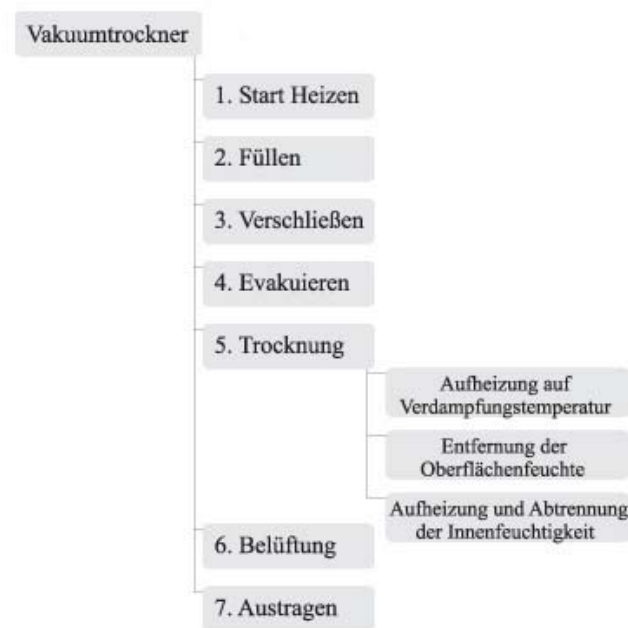 Vakuumtrockner
1. Start Heizen
2. Füllen
3. Verschließen
4. Evakuieren
5. Trocknung
Aufheizung auf
Verdampfungstemperatur
Entfernung der
Oberflächenfeuchte
Aufheizung und Abtrennung
der Innenfeuchtigkeit
6. Belüftung
7. Austragen